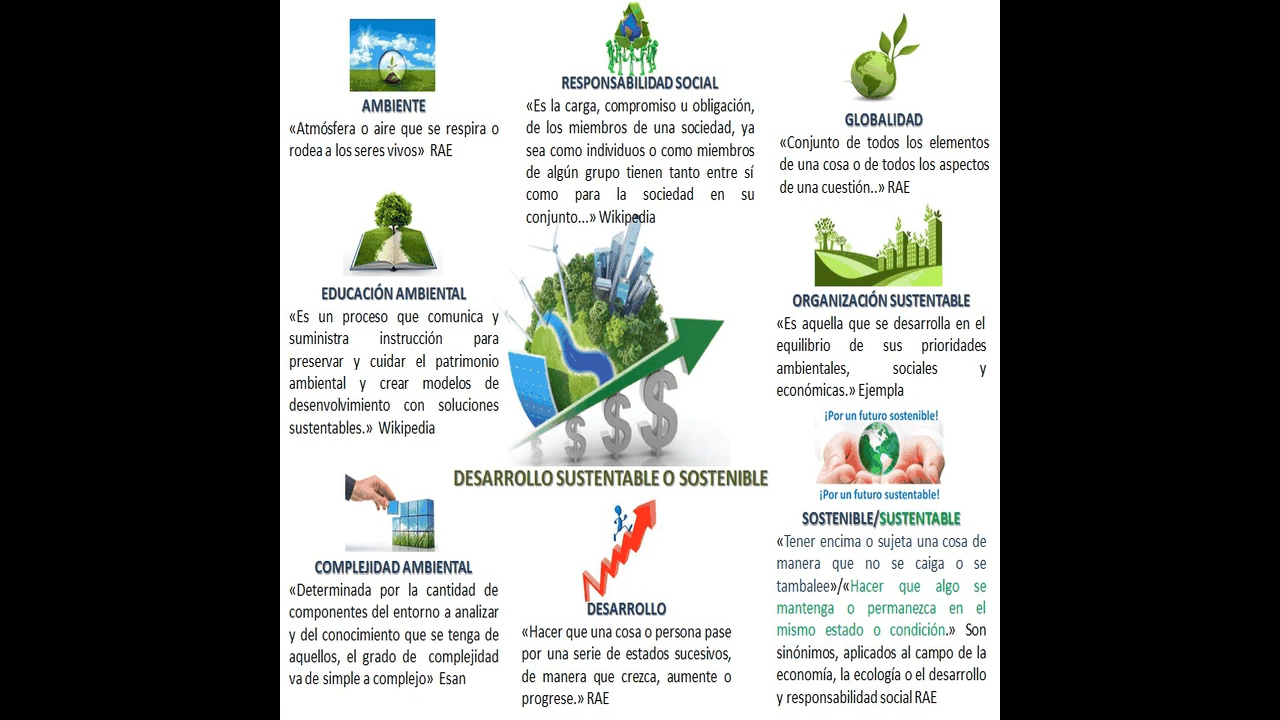 AMBIENTE
«Atmósfera o aire que se respira o
rodea a los seres vivos» RAE
EDUCACIÓN AMBIENTAL
«Es un proceso que comunica y
suministra instrucción para
preservar y cuidar el patrimonio
ambiental y crear modelos de
desenvolvimiento con soluciones
sustentables.» Wikipedia
COMPLEJIDAD AMBIENTAL
«Determinada por la cantidad de
componentes del entorno a analizar
y del conocimiento que se tenga de
aquellos, el grado de complejidad
va de simple a complejo» Esan
RESPONSABILIDAD SOCIAL
«Es la carga, compromiso u obligación,
de los miembros de una sociedad, ya
sea como individuos o como miembros
de algún grupo tienen tanto entre sí
como para la sociedad en su
conjunto...» Wikipedia
$ $ $ $
DESARROLLO SUSTENTABLE O SOSTENIBLE
DESARROLLO
«Hacer que una cosa o persona pase
por una serie de estados sucesivos,
de manera que crezca, aumente o
progrese.» RAE
GLOBALIDAD
«Conjunto de todos los elementos
de una cosa o de todos los aspectos
de una cuestión..» RAE
ORGANIZACIÓN SUSTENTABLE
«Es aquella que se desarrolla en el
equilibrio de sus prioridades
ambientales, sociales y
económicas.» Ejempla
¡Por un futuro sostenible!
¡Por un futuro sustentable!
SOSTENIBLE/SUSTENTABLE
«Tener encima o sujeta una cosa de
manera que no se caiga o se
tambalee»/«Hacer que algo se
mantenga o permanezca en el
mismo estado o condición.» Son
sinónimos, aplicados al campo de la
economía, la ecología o el desarrollo
y responsabilidad social RAE